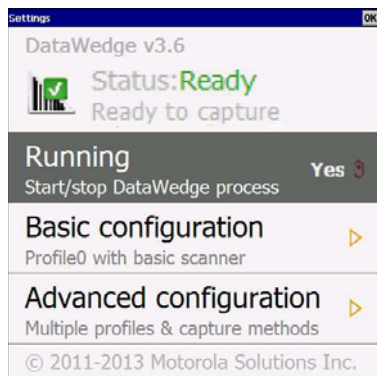 Settings OK
DataWedge v3.6
Status:Ready
Ready to capture
Running Yes
Start/stop DataWedge process
Basic configuration
Profile0 with basic scanner
Advanced configuration
Multiple profiles & capture methods
© 2011-2013 Motorola Solutions Inc.